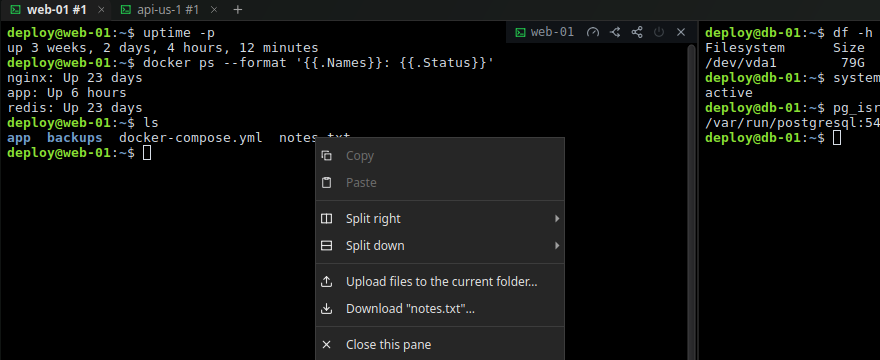 web-01 #1
api-us-1 #1
deploy@web-01:~$ uptime -p
up 3 weeks, 2 days, 4 hours, 12 minutes
deploy@web-01:~$ docker ps --format '{{.Names}}: {{.Status}}'
nginx: Up 23 days
app: Up 6 hours
redis: Up 23 days
deploy@web-01:~$ ls
app  backups  docker-compose.yml  notes.txt
deploy@web-01:~$
web-01
Copy
Paste
Split right
Split down
Upload files to the current folder...
Download "notes.txt"...
Close this pane
deploy@db-01:~$ df -h
Filesystem      Size
/dev/vda1        79G
deploy@db-01:~$ system
active
deploy@db-01:~$ pg_isr
/var/run/postgresql:54
deploy@db-01:~$